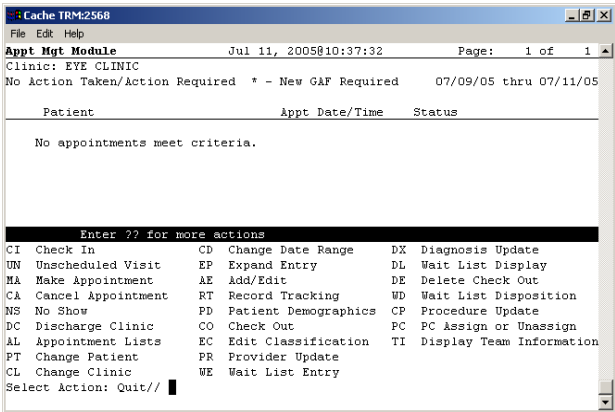 Cache TRM:2568
File Edit Help
Appt Mgt Module Jul 11, 2005@10:37:32 Page: 1 of 1
Clinic: EYE CLINIC
No Action Taken/Action Required * - New GAF Required 07/09/05 thru 07/11/05
Patient Appt Date/Time Status
No appointments meet criteria.
Enter ?? for more actions
CI Check In CD Change Date Range DX Diagnosis Update
UN Unscheduled Visit EP Expand Entry DL Wait List Display
MA Make Appointment AE Add/Edit DE Delete Check Out
CA Cancel Appointment RT Record Tracking WD Wait List Disposition
NS No Show PD Patient Demographics CP Procedure Update
DC Discharge Clinic CO Check Out PC PC Assign or Unassign
AL Appointment Lists EC Edit Classification TI Display Team Information
PT Change Patient PR Provider Update
CL Change Clinic WE Wait List Entry
Select Action: Quit//